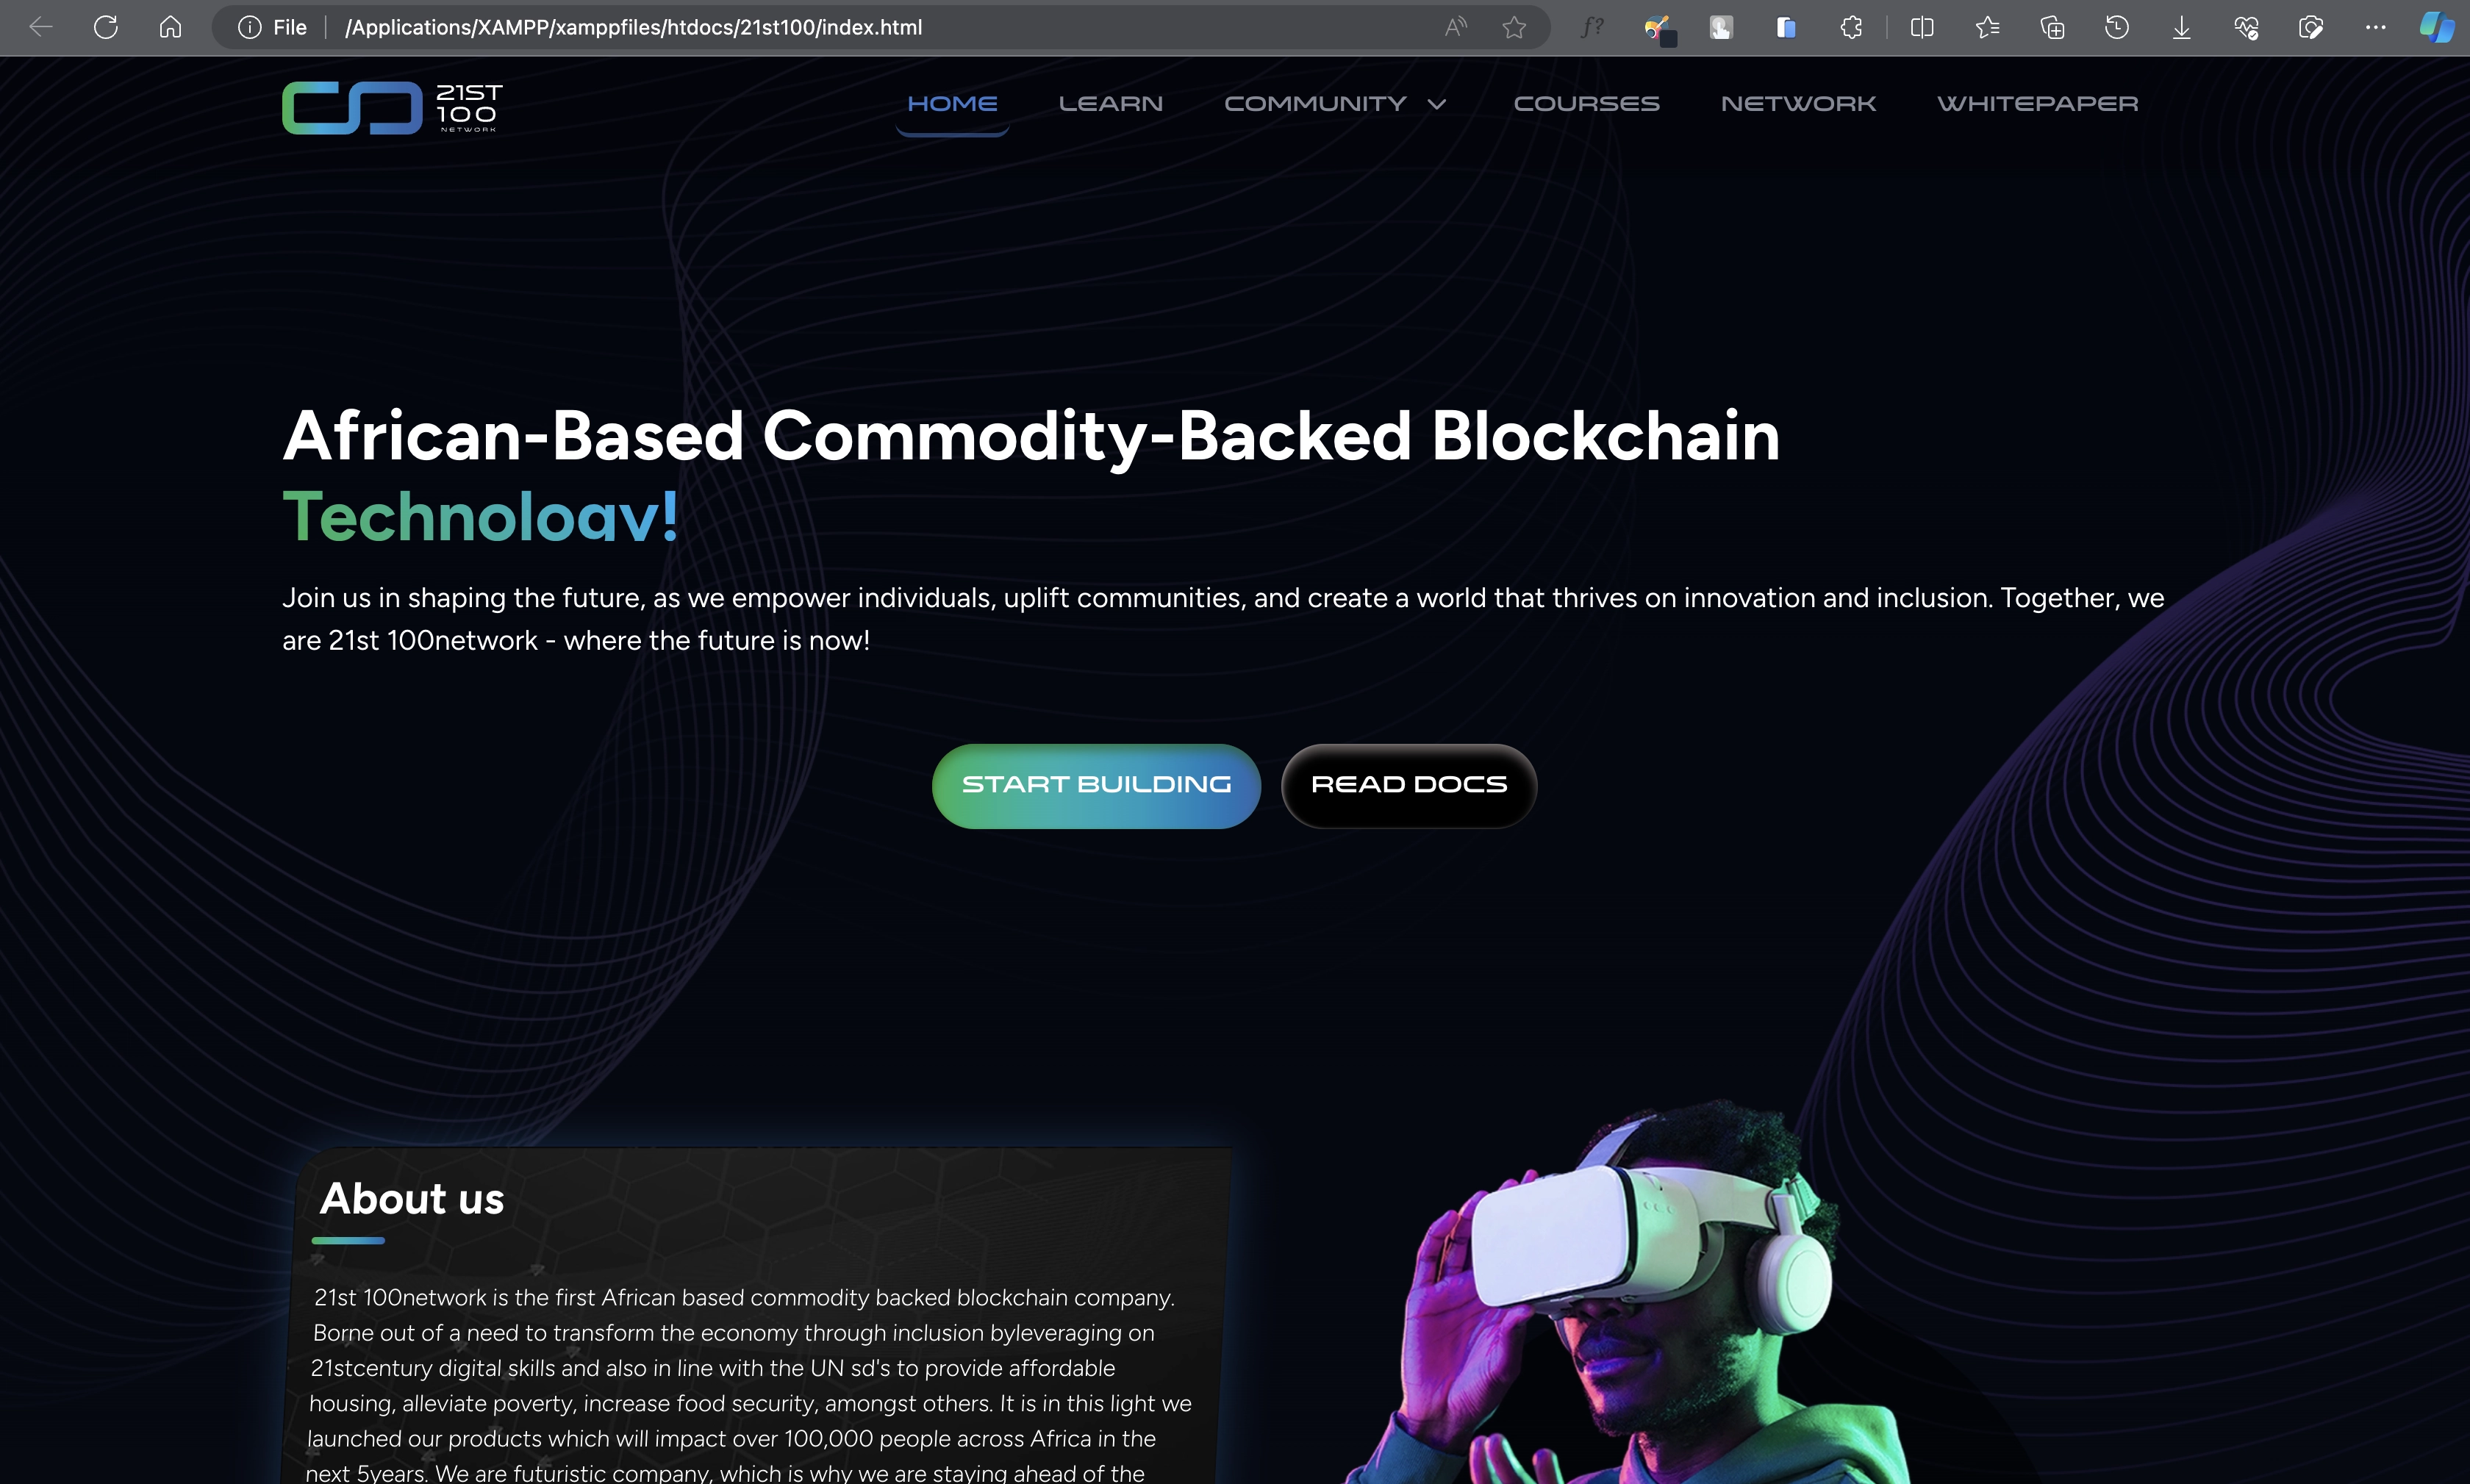 File /Applications/XAMPP/xamppfiles/htdocs/21st100/index.html
21ST
100
NETWORK
HOME LEARN COMMUNITY COURSES NETWORK WHITEPAPER
African-Based Commodity-Backed Blockchain
Technology!
Join us in shaping the future, as we empower individuals, uplift communities, and create a world that thrives on innovation and inclusion. Together, we
are 21st 100network - where the future is now!
START BUILDING READ DOCS
About us
21st 100network is the first African based commodity backed blockchain company.
Borne out of a need to transform the economy through inclusion byleveraging on
21stcentury digital skills and also in line with the UN sd's to provide affordable
housing, alleviate poverty, increase food security, amongst others. It is in this light we
launched our products which will impact over 100,000 people across Africa in the
next 5years. We are futuristic company, which is why we are staying ahead of the